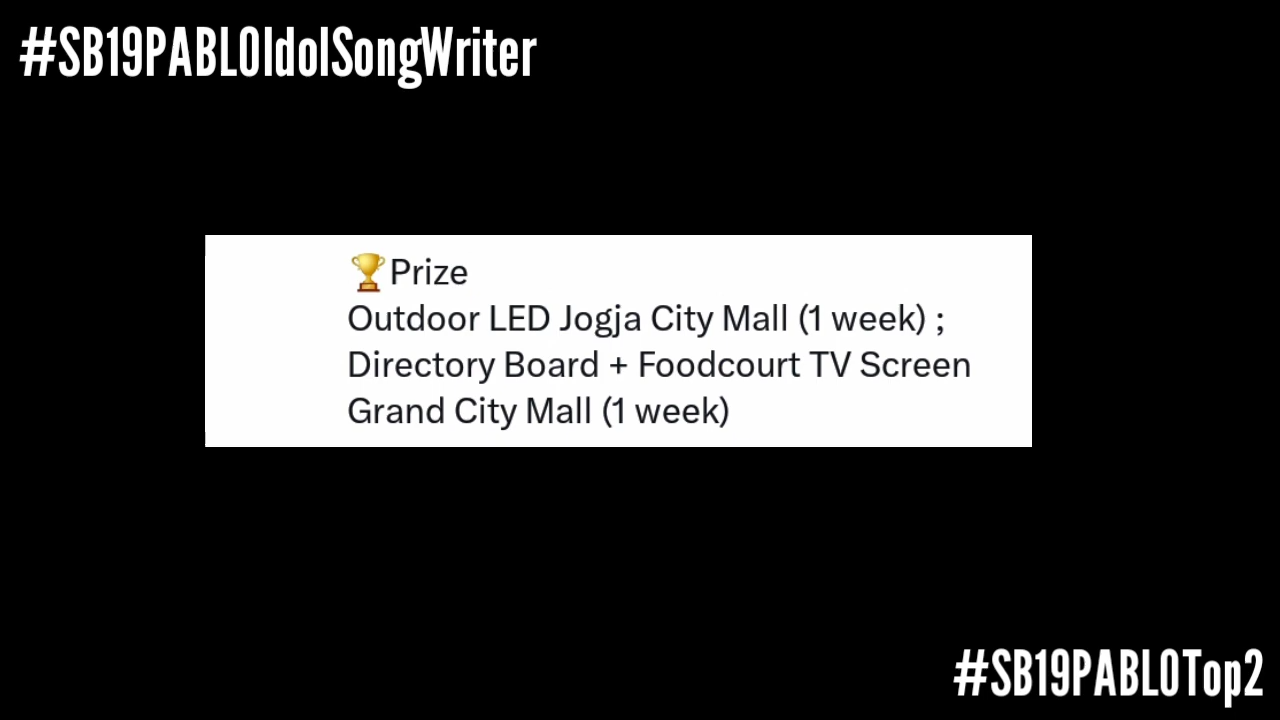 #SB19PABLOIdolSongWriter
🏆Prize
Outdoor LED Jogja City Mall (1 week) ;
Directory Board + Foodcourt TV Screen
Grand City Mall (1 week)
#SB19PABLOTop2